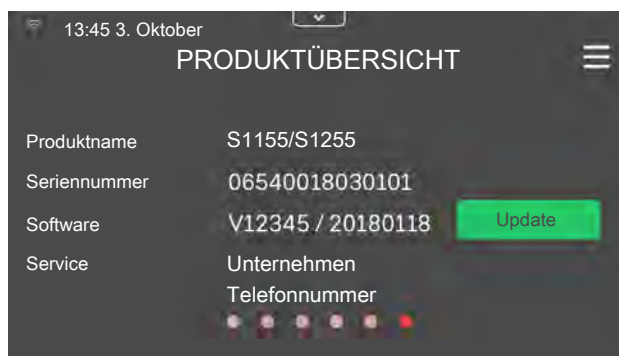 13:45 3. Oktober
PRODUKTÜBERSICHT
Produktname S1155/S1255
Seriennummer 06540018030101
Software V12345 / 20180118 Update
Service Unternehmen
Telefonnummer